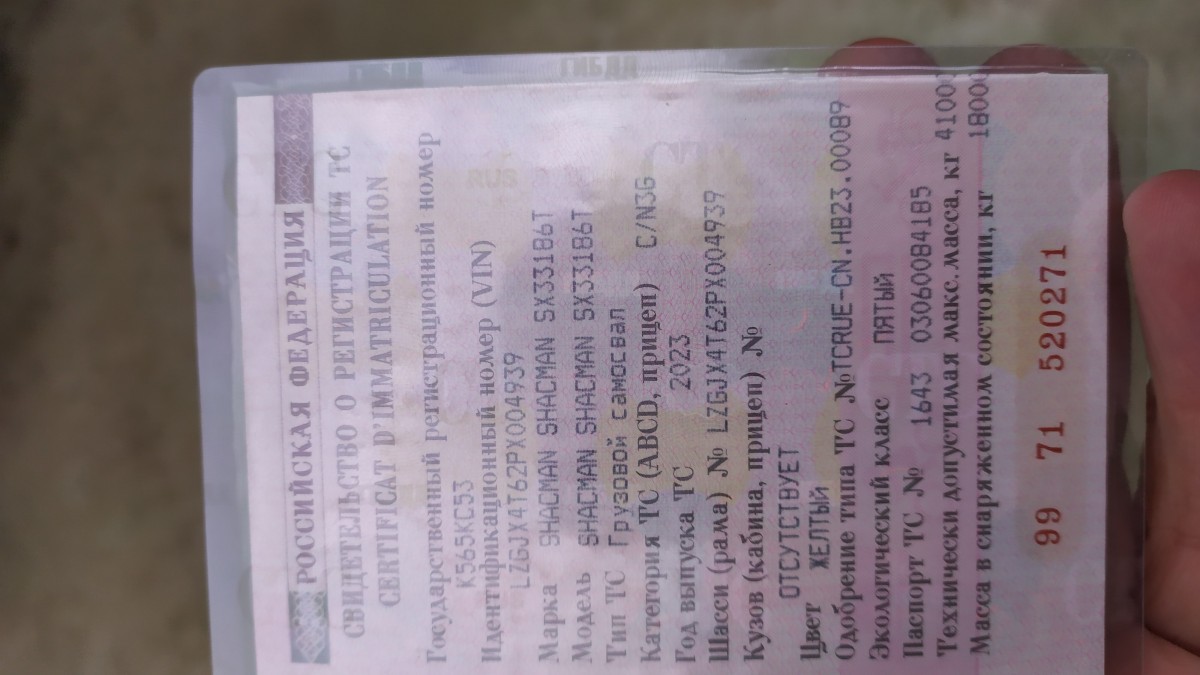 РОССИЙСКАЯ ФЕДЕРАЦИЯ
СВИДЕТЕЛЬСТВО О РЕГИСТРАЦИИ ТС
CERTIFICAT D'IMMATRICULATION
Государственный регистрационный номер
К565КС53
Идентификационный номер (VIN)
LZGJX4T62PX004939
Марка SHACMAN SHACMAN SX331B6T
Модель SHACMAN SHACMAN SX331B6T
Тип ТС Грузовой самосвал
Категория ТС (ABCD, прицеп) C/N3G
Год выпуска ТС 2023
Шасси (рама) № LZGJX4T62PX004939
Кузов (кабина, прицеп) №
ОТСУТСТВУЕТ
Цвет ЖЕЛТЫЙ
Одобрение типа ТС №TCRUE-CN.HB23.00089
Экологический класс ПЯТЫЙ
Паспорт ТС № 1643 030600841B5
Технически допустимая макс.масса, кг 41000
Масса в снаряженном состоянии, кг 18000
99 71 520271